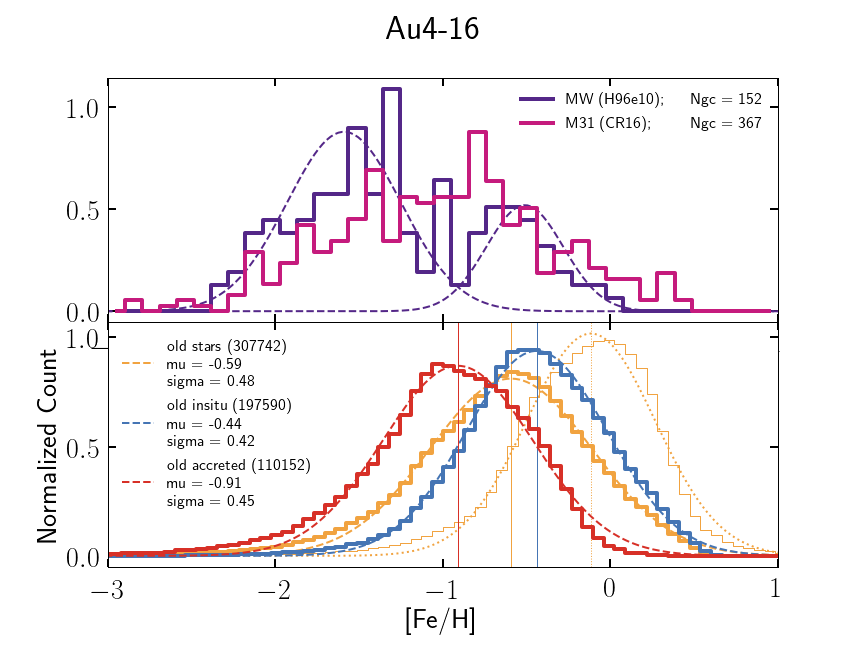 Au4-16
1.0
0.5
0.0
MW (H96e10); Ngc = 152
M31 (CR16); Ngc = 367
Normalized Count
1.0
0.5
0.0
old stars (307742)
mu = -0.59
sigma = 0.48
old insitu (197590)
mu = -0.44
sigma = 0.42
old accreted (110152)
mu = -0.91
sigma = 0.45
−3 −2 −1 0 1
[Fe/H]